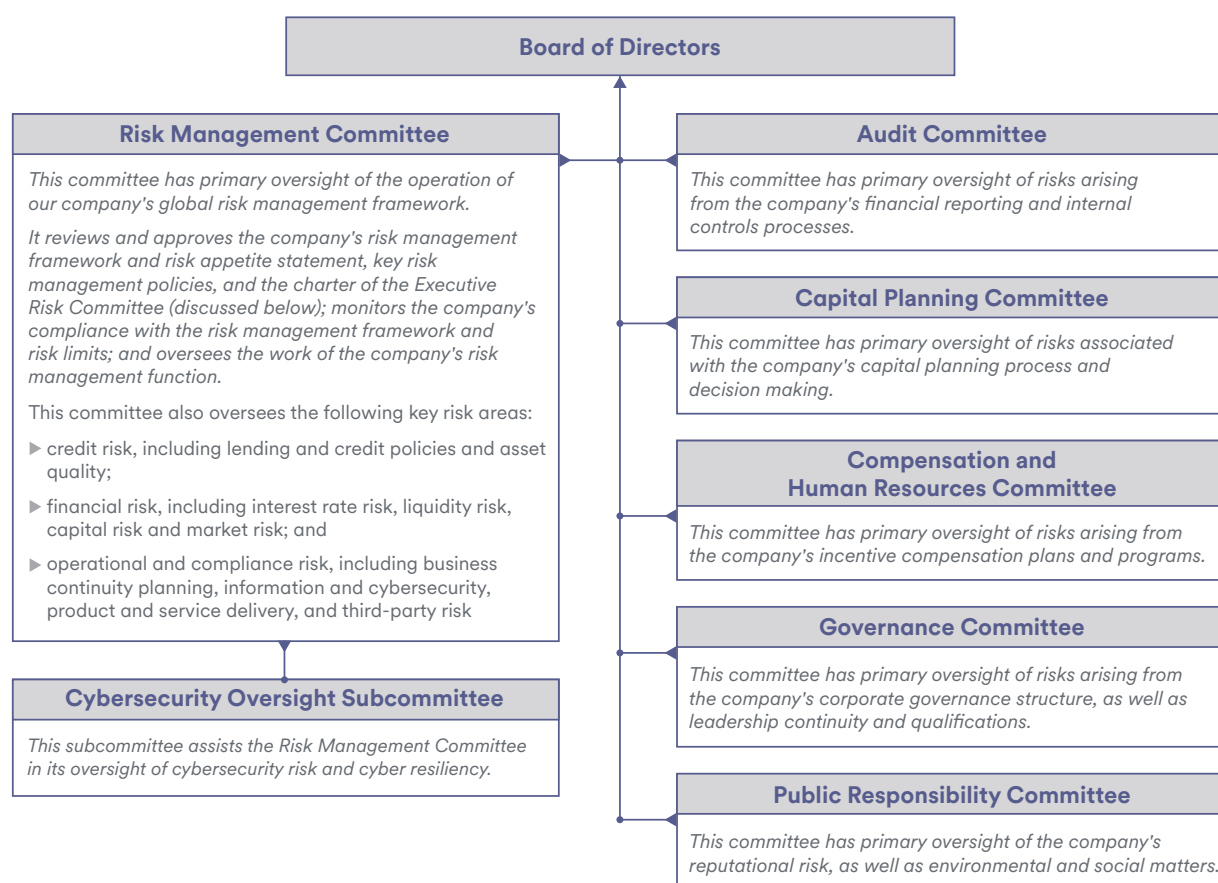 Board of Directors
Risk Management Committee
This committee has primary oversight of the operation of
our company's global risk management framework.
It reviews and approves the company's risk management
framework and risk appetite statement, key risk
management policies, and the charter of the Executive
Risk Committee (discussed below); monitors the company's
compliance with the risk management framework and
risk limits; and oversees the work of the company's risk
management function.
This committee also oversees the following key risk areas:
credit risk, including lending and credit policies and asset
quality;
financial risk, including interest rate risk, liquidity risk,
capital risk and market risk; and
operational and compliance risk, including business
continuity planning, information and cybersecurity,
product and service delivery, and third-party risk
Cybersecurity Oversight Subcommittee
This subcommittee assists the Risk Management Committee
in its oversight of cybersecurity risk and cyber resiliency.
Audit Committee
This committee has primary oversight of risks arising
from the company's financial reporting and internal
controls processes.
Capital Planning Committee
This committee has primary oversight of risks associated
with the company's capital planning process and
decision making.
Compensation and
Human Resources Committee
This committee has primary oversight of risks arising from
the company's incentive compensation plans and programs.
Governance Committee
This committee has primary oversight of risks arising from
the company's corporate governance structure, as well as
leadership continuity and qualifications.
Public Responsibility Committee
This committee has primary oversight of the company's
reputational risk, as well as environmental and social matters.